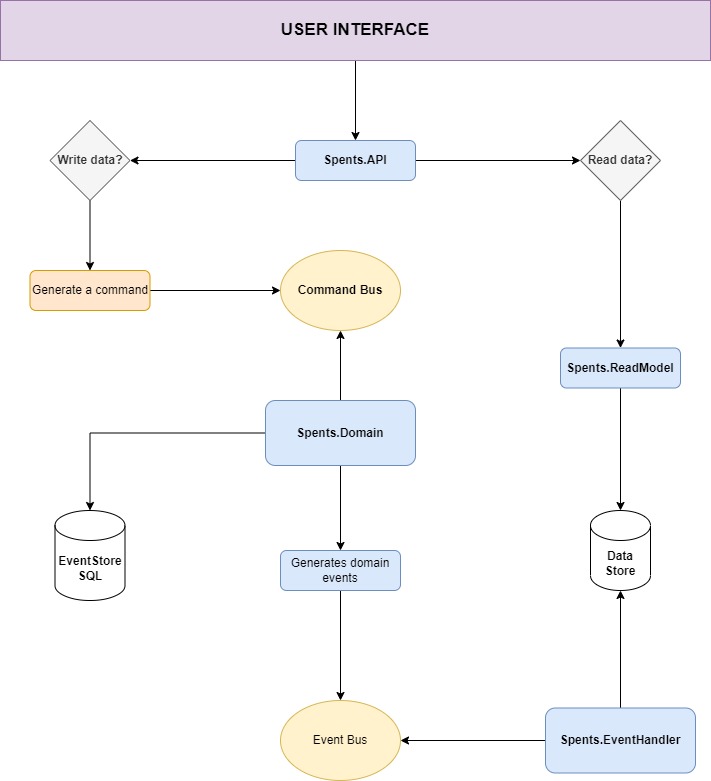 USER INTERFACE
Write data?
Spents.API
Read data?
Generate a command
Command Bus
Spents.ReadModel
Spents.Domain
EventStore
SQL
Generates domain
events
Data
Store
Event Bus
Spents.EventHandler